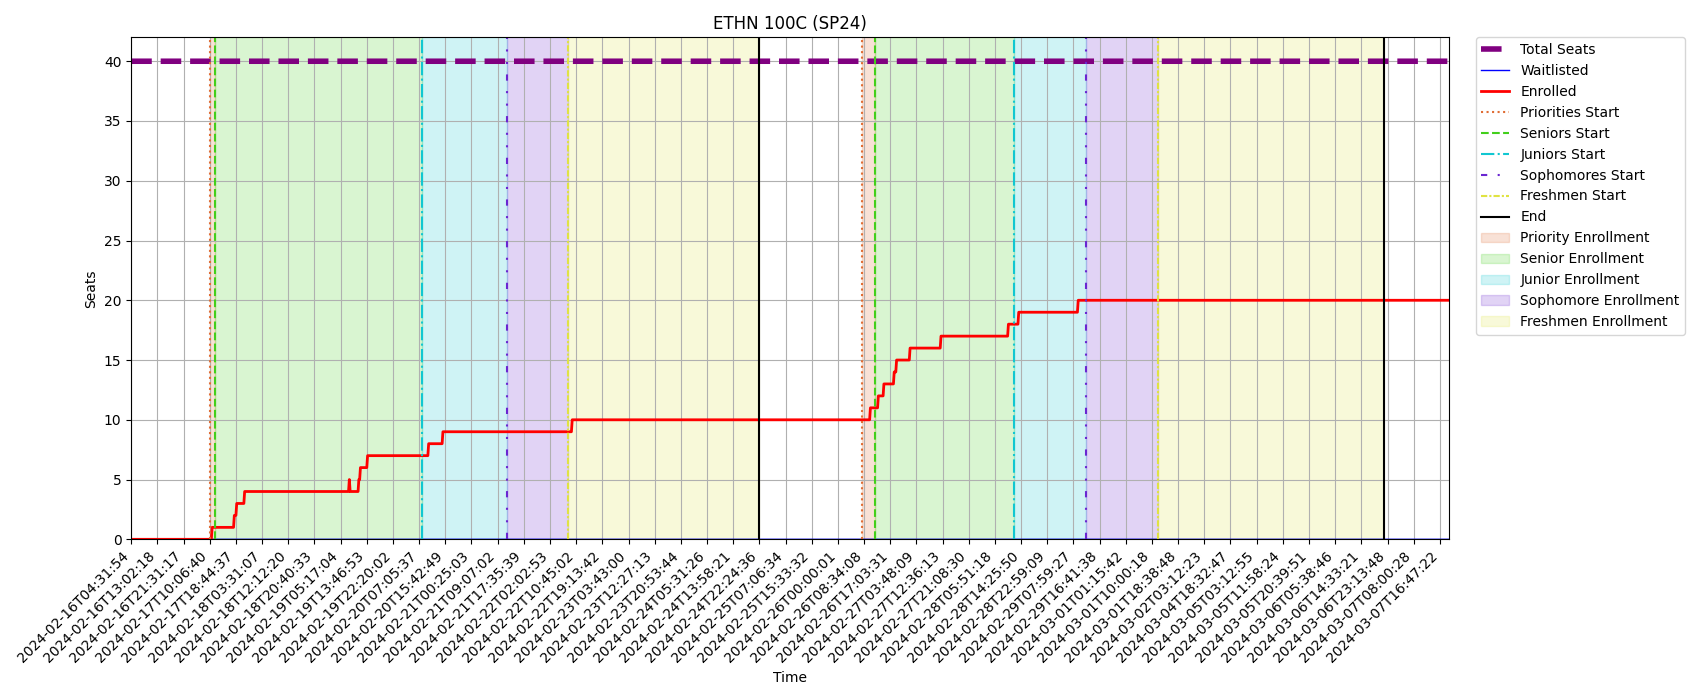 ETHN 100C (SP24)
Seats
40
35
30
25
20
15
10
5
0
2024-02-16T04:31:54
2024-02-16T13:02:18
2024-02-16T21:31:17
2024-02-17T10:06:40
2024-02-17T18:44:37
2024-02-18T03:31:07
2024-02-18T12:12:20
2024-02-18T20:40:33
2024-02-19T05:17:04
2024-02-19T13:46:53
2024-02-19T22:20:02
2024-02-20T07:05:37
2024-02-20T15:42:49
2024-02-21T00:25:03
2024-02-21T09:07:02
2024-02-21T17:35:39
2024-02-22T02:02:53
2024-02-22T10:45:02
2024-02-22T19:13:42
2024-02-23T03:43:00
2024-02-23T12:27:13
2024-02-23T20:53:44
2024-02-24T05:31:26
2024-02-24T13:58:21
2024-02-24T22:24:36
2024-02-25T07:06:34
2024-02-25T15:33:32
2024-02-26T00:00:01
2024-02-26T08:34:08
2024-02-26T17:03:31
2024-02-27T03:48:09
2024-02-27T12:36:13
2024-02-27T21:08:30
2024-02-28T05:51:18
2024-02-28T14:25:50
2024-02-28T22:59:09
2024-02-29T07:59:27
2024-02-29T16:41:38
2024-03-01T01:15:42
2024-03-01T10:00:18
2024-03-01T18:38:48
2024-03-02T03:12:23
2024-03-04T18:32:47
2024-03-05T03:12:55
2024-03-05T11:58:24
2024-03-05T20:39:51
2024-03-06T05:38:46
2024-03-06T14:33:21
2024-03-06T23:13:48
2024-03-07T08:00:28
2024-03-07T16:47:22
Time
Total Seats
Waitlisted
Enrolled
Priorities Start
Seniors Start
Juniors Start
Sophomores Start
Freshmen Start
End
Priority Enrollment
Senior Enrollment
Junior Enrollment
Sophomore Enrollment
Freshmen Enrollment